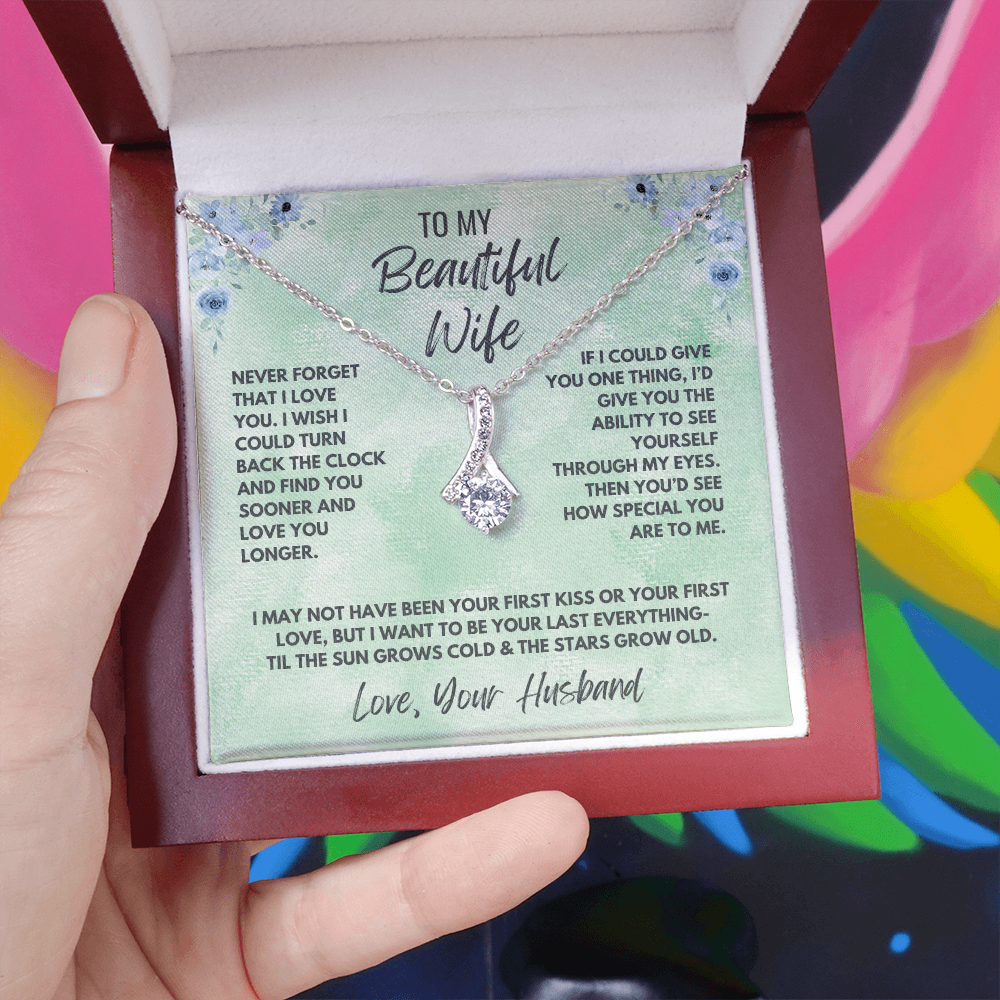 TO MY
Beautiful
Wife
NEVER FORGET
THAT I LOVE
YOU. I WISH I
COULD TURN
BACK THE CLOCK
AND FIND YOU
SOONER AND
LOVE YOU
LONGER.
IF I COULD GIVE
YOU ONE THING, I'D
GIVE YOU THE
ABILITY TO SEE
YOURSELF
THROUGH MY EYES.
THEN YOU'D SEE
HOW SPECIAL YOU
ARE TO ME.
I MAY NOT HAVE BEEN YOUR FIRST KISS OR YOUR FIRST
LOVE, BUT I WANT TO BE YOUR LAST EVERYTHING-
TIL THE SUN GROWS COLD & THE STARS GROW OLD.
Love, Your Husband